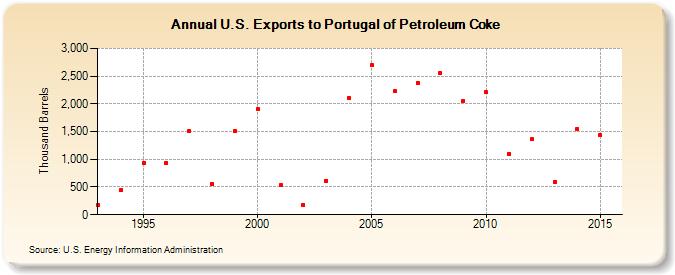 Annual U.S. Exports to Portugal of Petroleum Coke
Thousand Barrels
3,000
2,500
2,000
1,500
1,000
500
0
1995 2000 2005 2010 2015
Source: U.S. Energy Information Administration